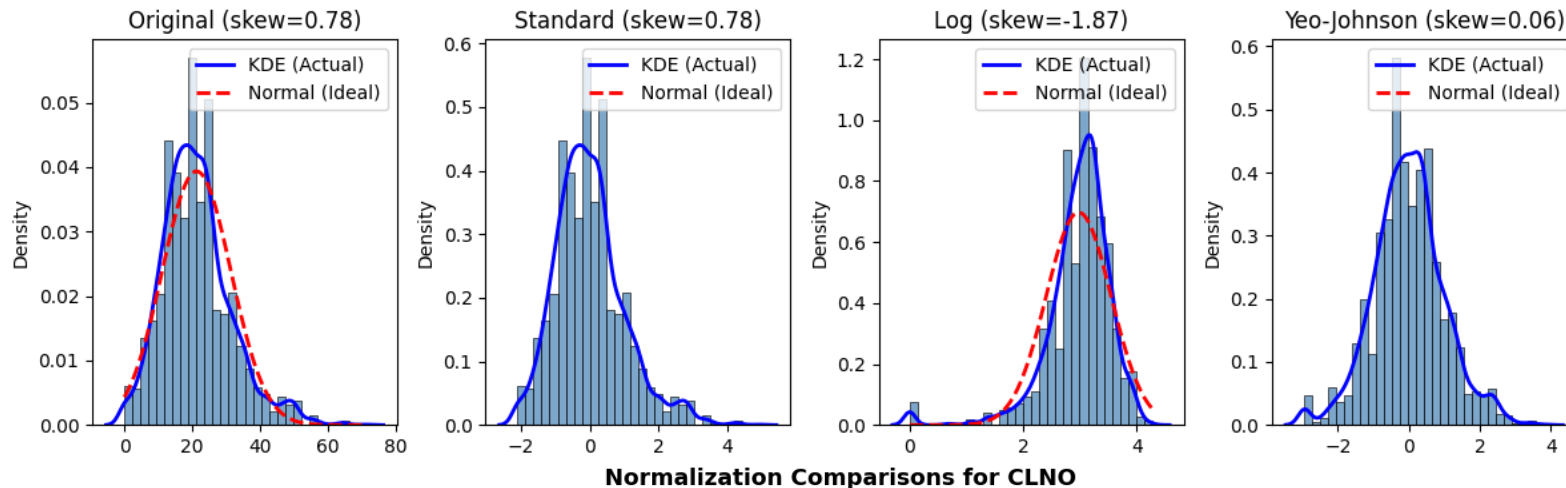 Original (skew=0.78)
KDE (Actual)
Normal (Ideal)
Density
0.05
0.04
0.03
0.02
0.01
0.00
0 20 40 60 80
Standard (skew=0.78)
KDE (Actual)
Normal (Ideal)
Density
0.6
0.5
0.4
0.3
0.2
0.1
0.0
−2 0 2 4
Log (skew=-1.87)
KDE (Actual)
Normal (Ideal)
Density
1.2
1.0
0.8
0.6
0.4
0.2
0.0
0 2 4
Yeo-Johnson (skew=0.06)
KDE (Actual)
Normal (Ideal)
Density
0.6
0.5
0.4
0.3
0.2
0.1
0.0
−2 0 2 4
Normalization Comparisons for CLNO